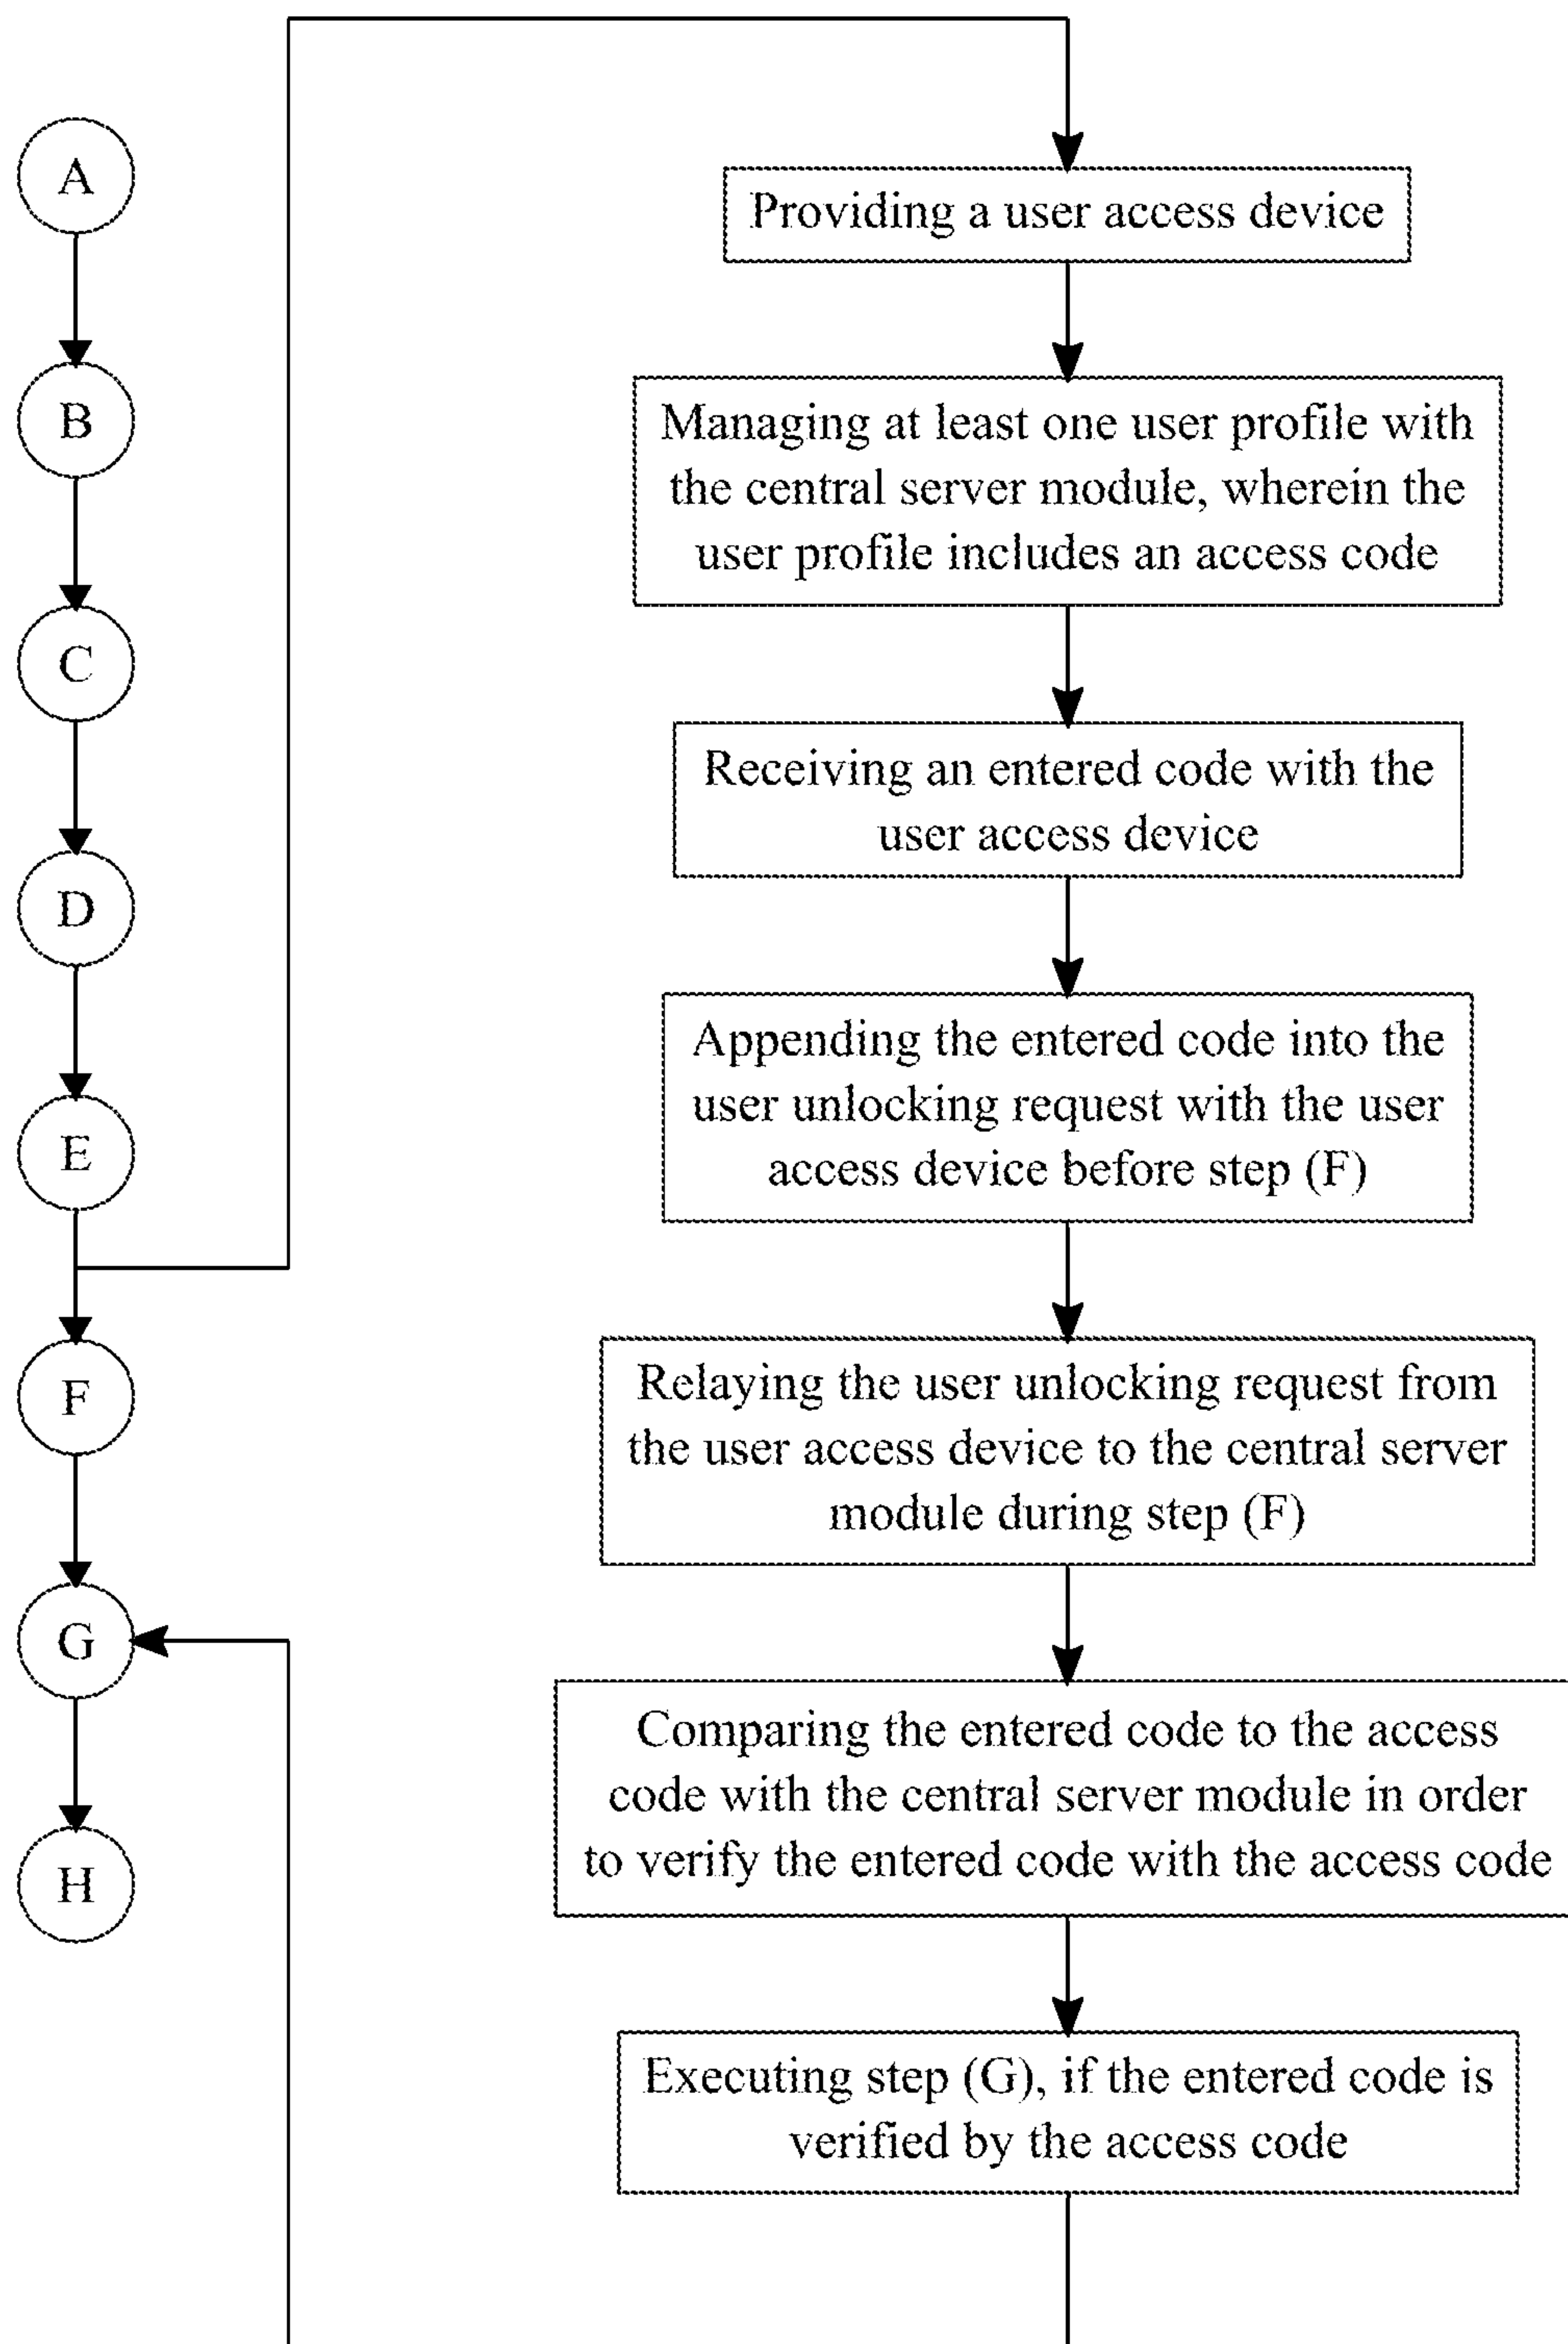 A
B
C
D
E
F
G
H
Providing a user access device
Managing at least one user profile with
the central server module, wherein the
user profile includes an access code
Receiving an entered code with the
user access device
Appending the entered code into the
user unlocking request with the user
access device before step (F)
Relaying the user unlocking request from
the user access device to the central server
module during step (F)
Comparing the entered code to the access
code with the central server module in order
to verify the entered code with the access code
Executing step (G), if the entered code is
verified by the access code